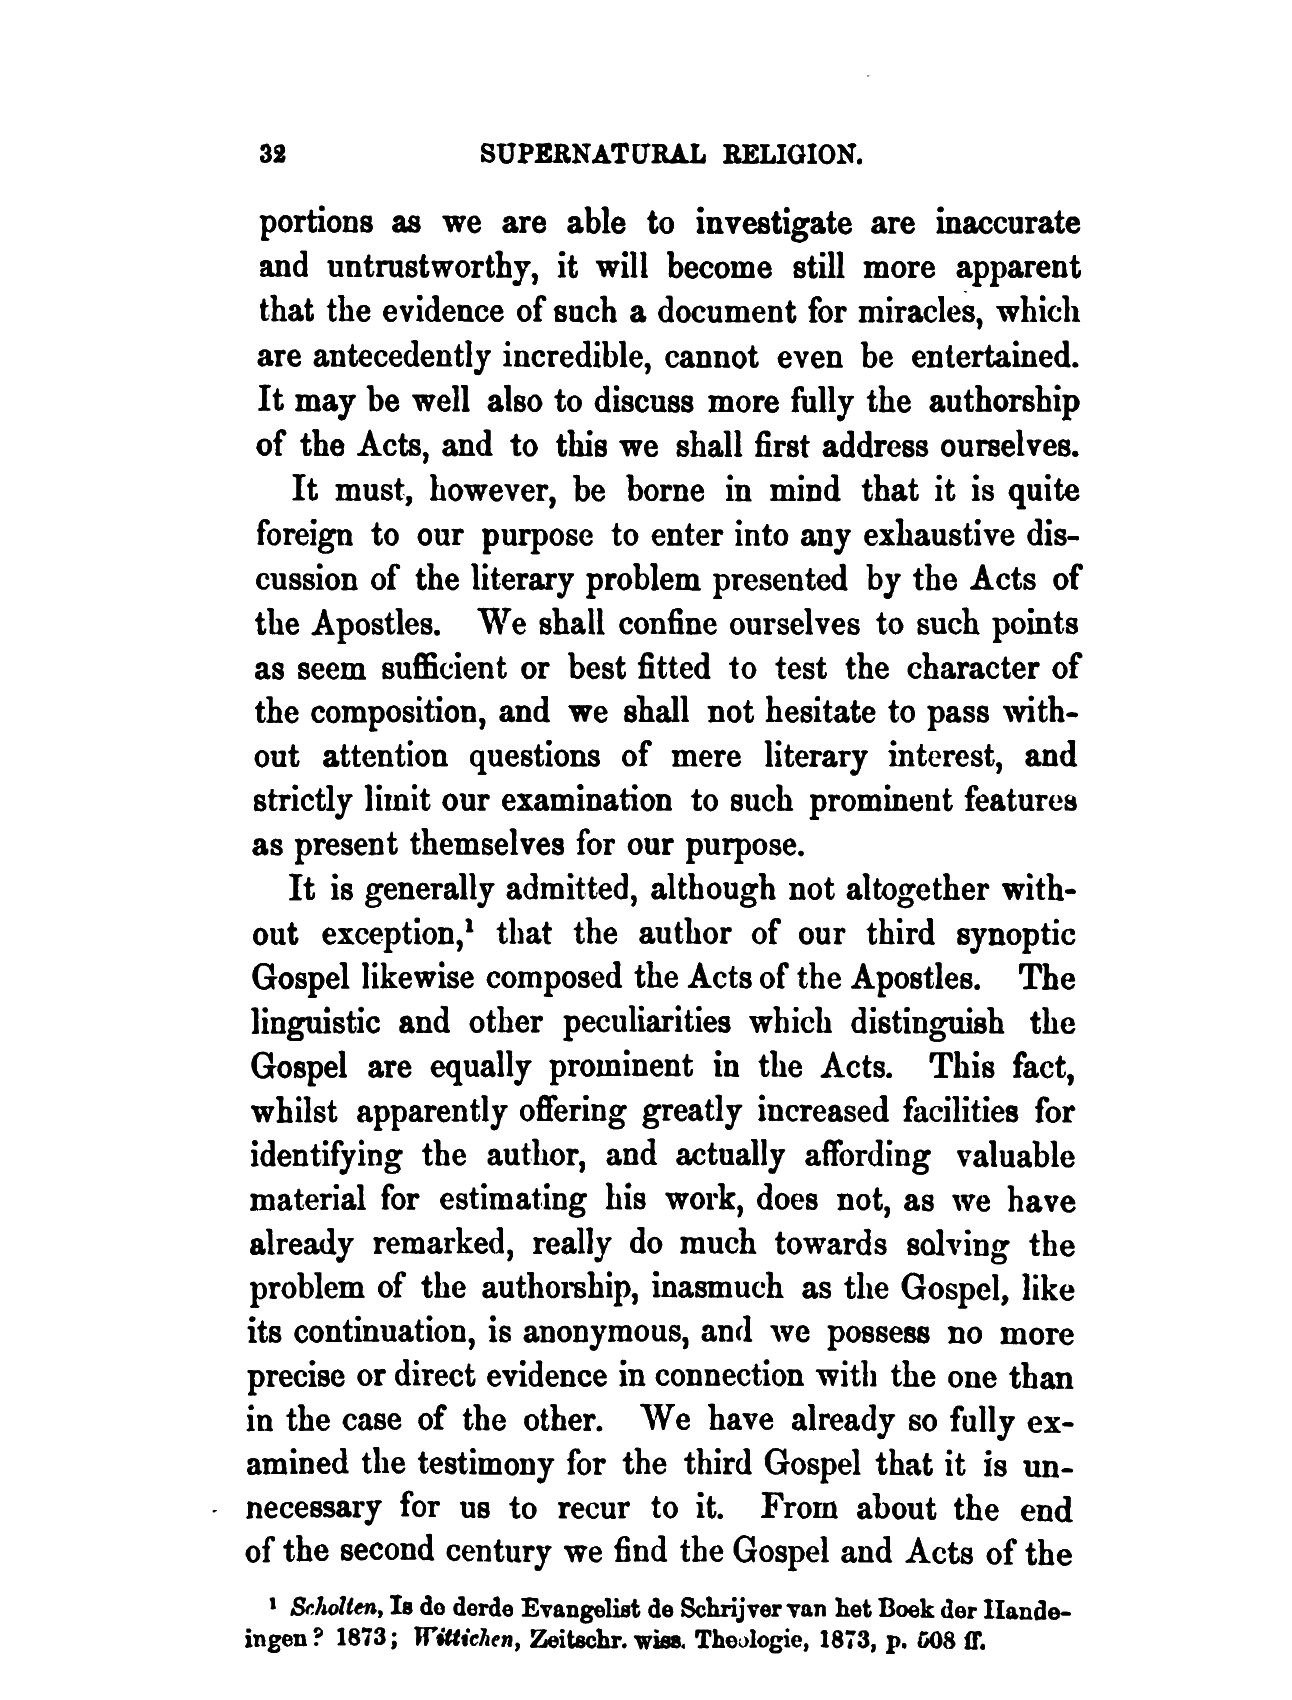 32 SUPERNATURAL RELIGION.
portions as we are able to investigate are inaccurate
and untrustworthy, it will become still more apparent
that the evidence of such a document for miracles, which
are antecedently incredible, cannot even be entertained.
It may be well also to discuss more fully the authorship
of the Acts, and to this we shall first address ourselves.
It must, however, be borne in mind that it is quite
foreign to our purpose to enter into any exhaustive dis-
cussion of the literary problem presented by the Acts of
the Apostles. We shall confine ourselves to such points
as seem sufficient or best fitted to test the character of
the composition, and we shall not hesitate to pass with-
out attention questions of mere literary interest, and
strictly limit our examination to such prominent features
as present themselves for our purpose.
It is generally admitted, although not altogether with-
out exception,¹ that the author of our third synoptic
Gospel likewise composed the Acts of the Apostles. The
linguistic and other peculiarities which distinguish the
Gospel are equally prominent in the Acts. This fact,
whilst apparently offering greatly increased facilities for
identifying the author, and actually affording valuable
material for estimating his work, does not, as we have
already remarked, really do much towards solving the
problem of the authorship, inasmuch as the Gospel, like
its continuation, is anonymous, and we possess no more
precise or direct evidence in connection with the one than
in the case of the other. We have already so fully ex-
amined the testimony for the third Gospel that it is un-
necessary for us to recur to it. From about the end
of the second century we find the Gospel and Acts of the
¹ Scholten, Is de derde Evangelist de Schrijver van het Boek der Hande-
ingen? 1873; Wittichen, Zeitschr. wiss. Theologie, 1873, p. 508 ff.